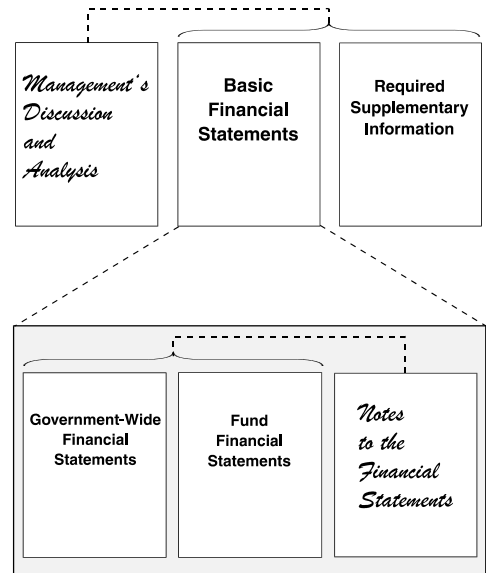 Management's
Discussion
and
Analysis
Basic
Financial
Statements
Required
Supplementary
Information
Government-Wide
Financial
Statements
Fund
Financial
Statements
Notes
to the
Financial
Statements